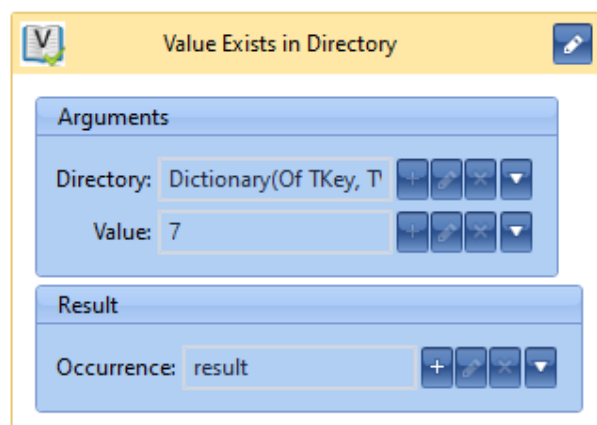 Value Exists in Directory
Arguments
Directory: Dictionary(Of TKey, T
Value: 7
Result
Occurrence: result